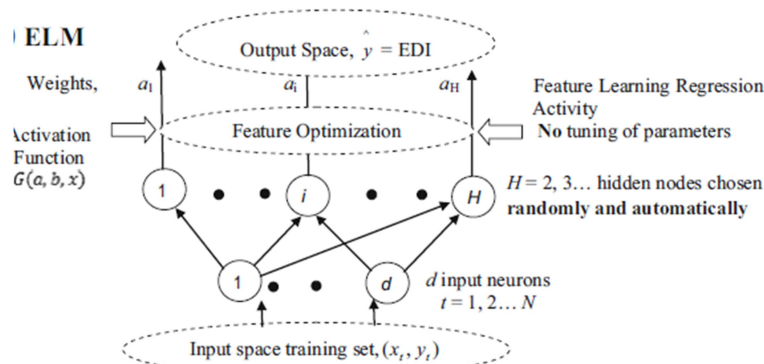 ) ELM
Output Space, ŷ = EDI
Weights,
a₁
aᵢ
a_H
Feature Learning Regression
Activity
No tuning of parameters
Activation
Function
G(a, b, x)
Feature Optimization
1
i
H
H = 2, 3... hidden nodes chosen
randomly and automatically
1
d
d input neurons
t = 1, 2... N
Input space training set, (xₜ, yₜ)